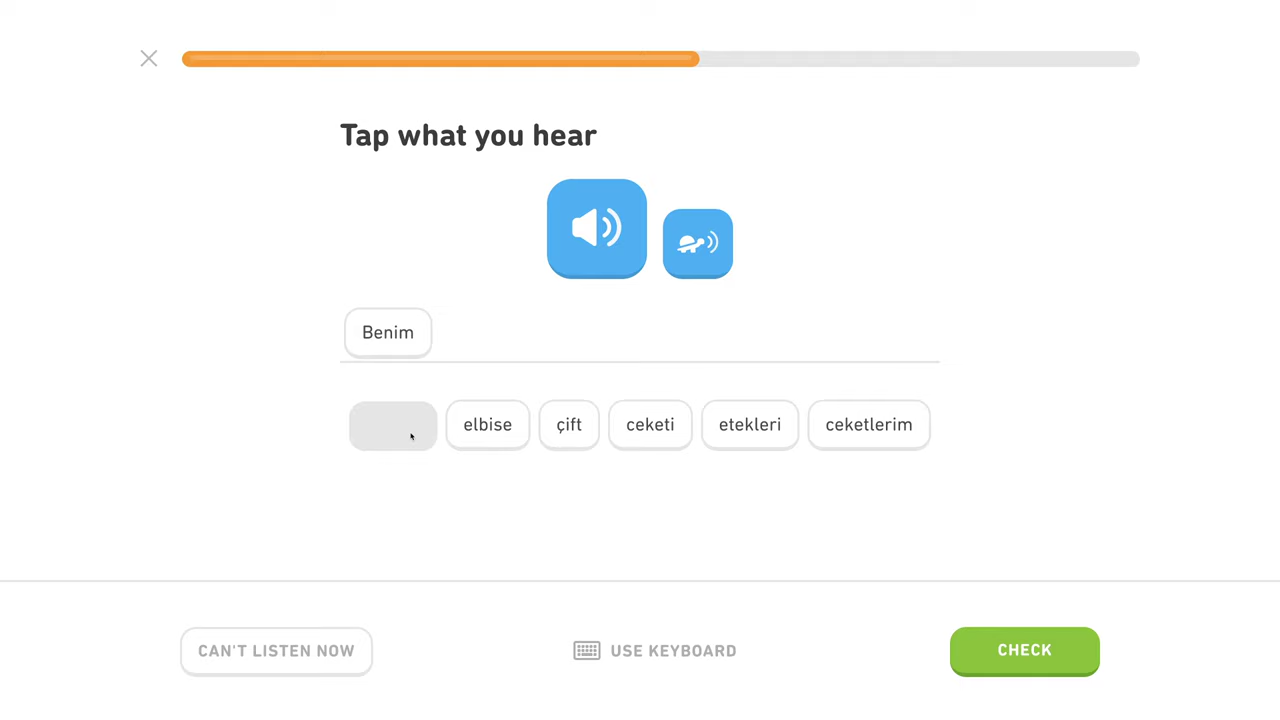 Tap what you hear
Benim
elbise çift ceketi etekleri ceketlerim
CAN'T LISTEN NOW USE KEYBOARD CHECK